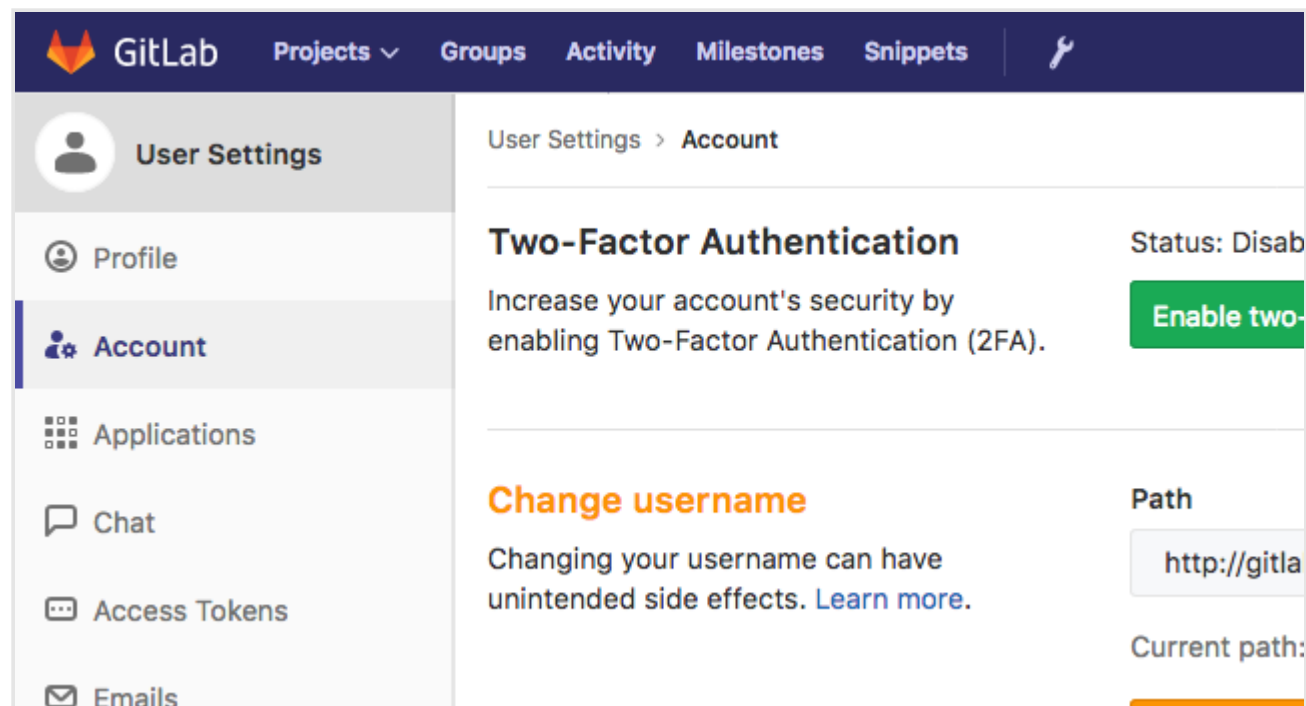 GitLab Projects Groups Activity Milestones Snippets
User Settings
Profile
Account
Applications
Chat
Access Tokens
Emails
User Settings > Account
Two-Factor Authentication
Increase your account's security by
enabling Two-Factor Authentication (2FA).
Status: Disab
Enable two-
Change username
Changing your username can have
unintended side effects. Learn more.
Path
http://gitla
Current path: